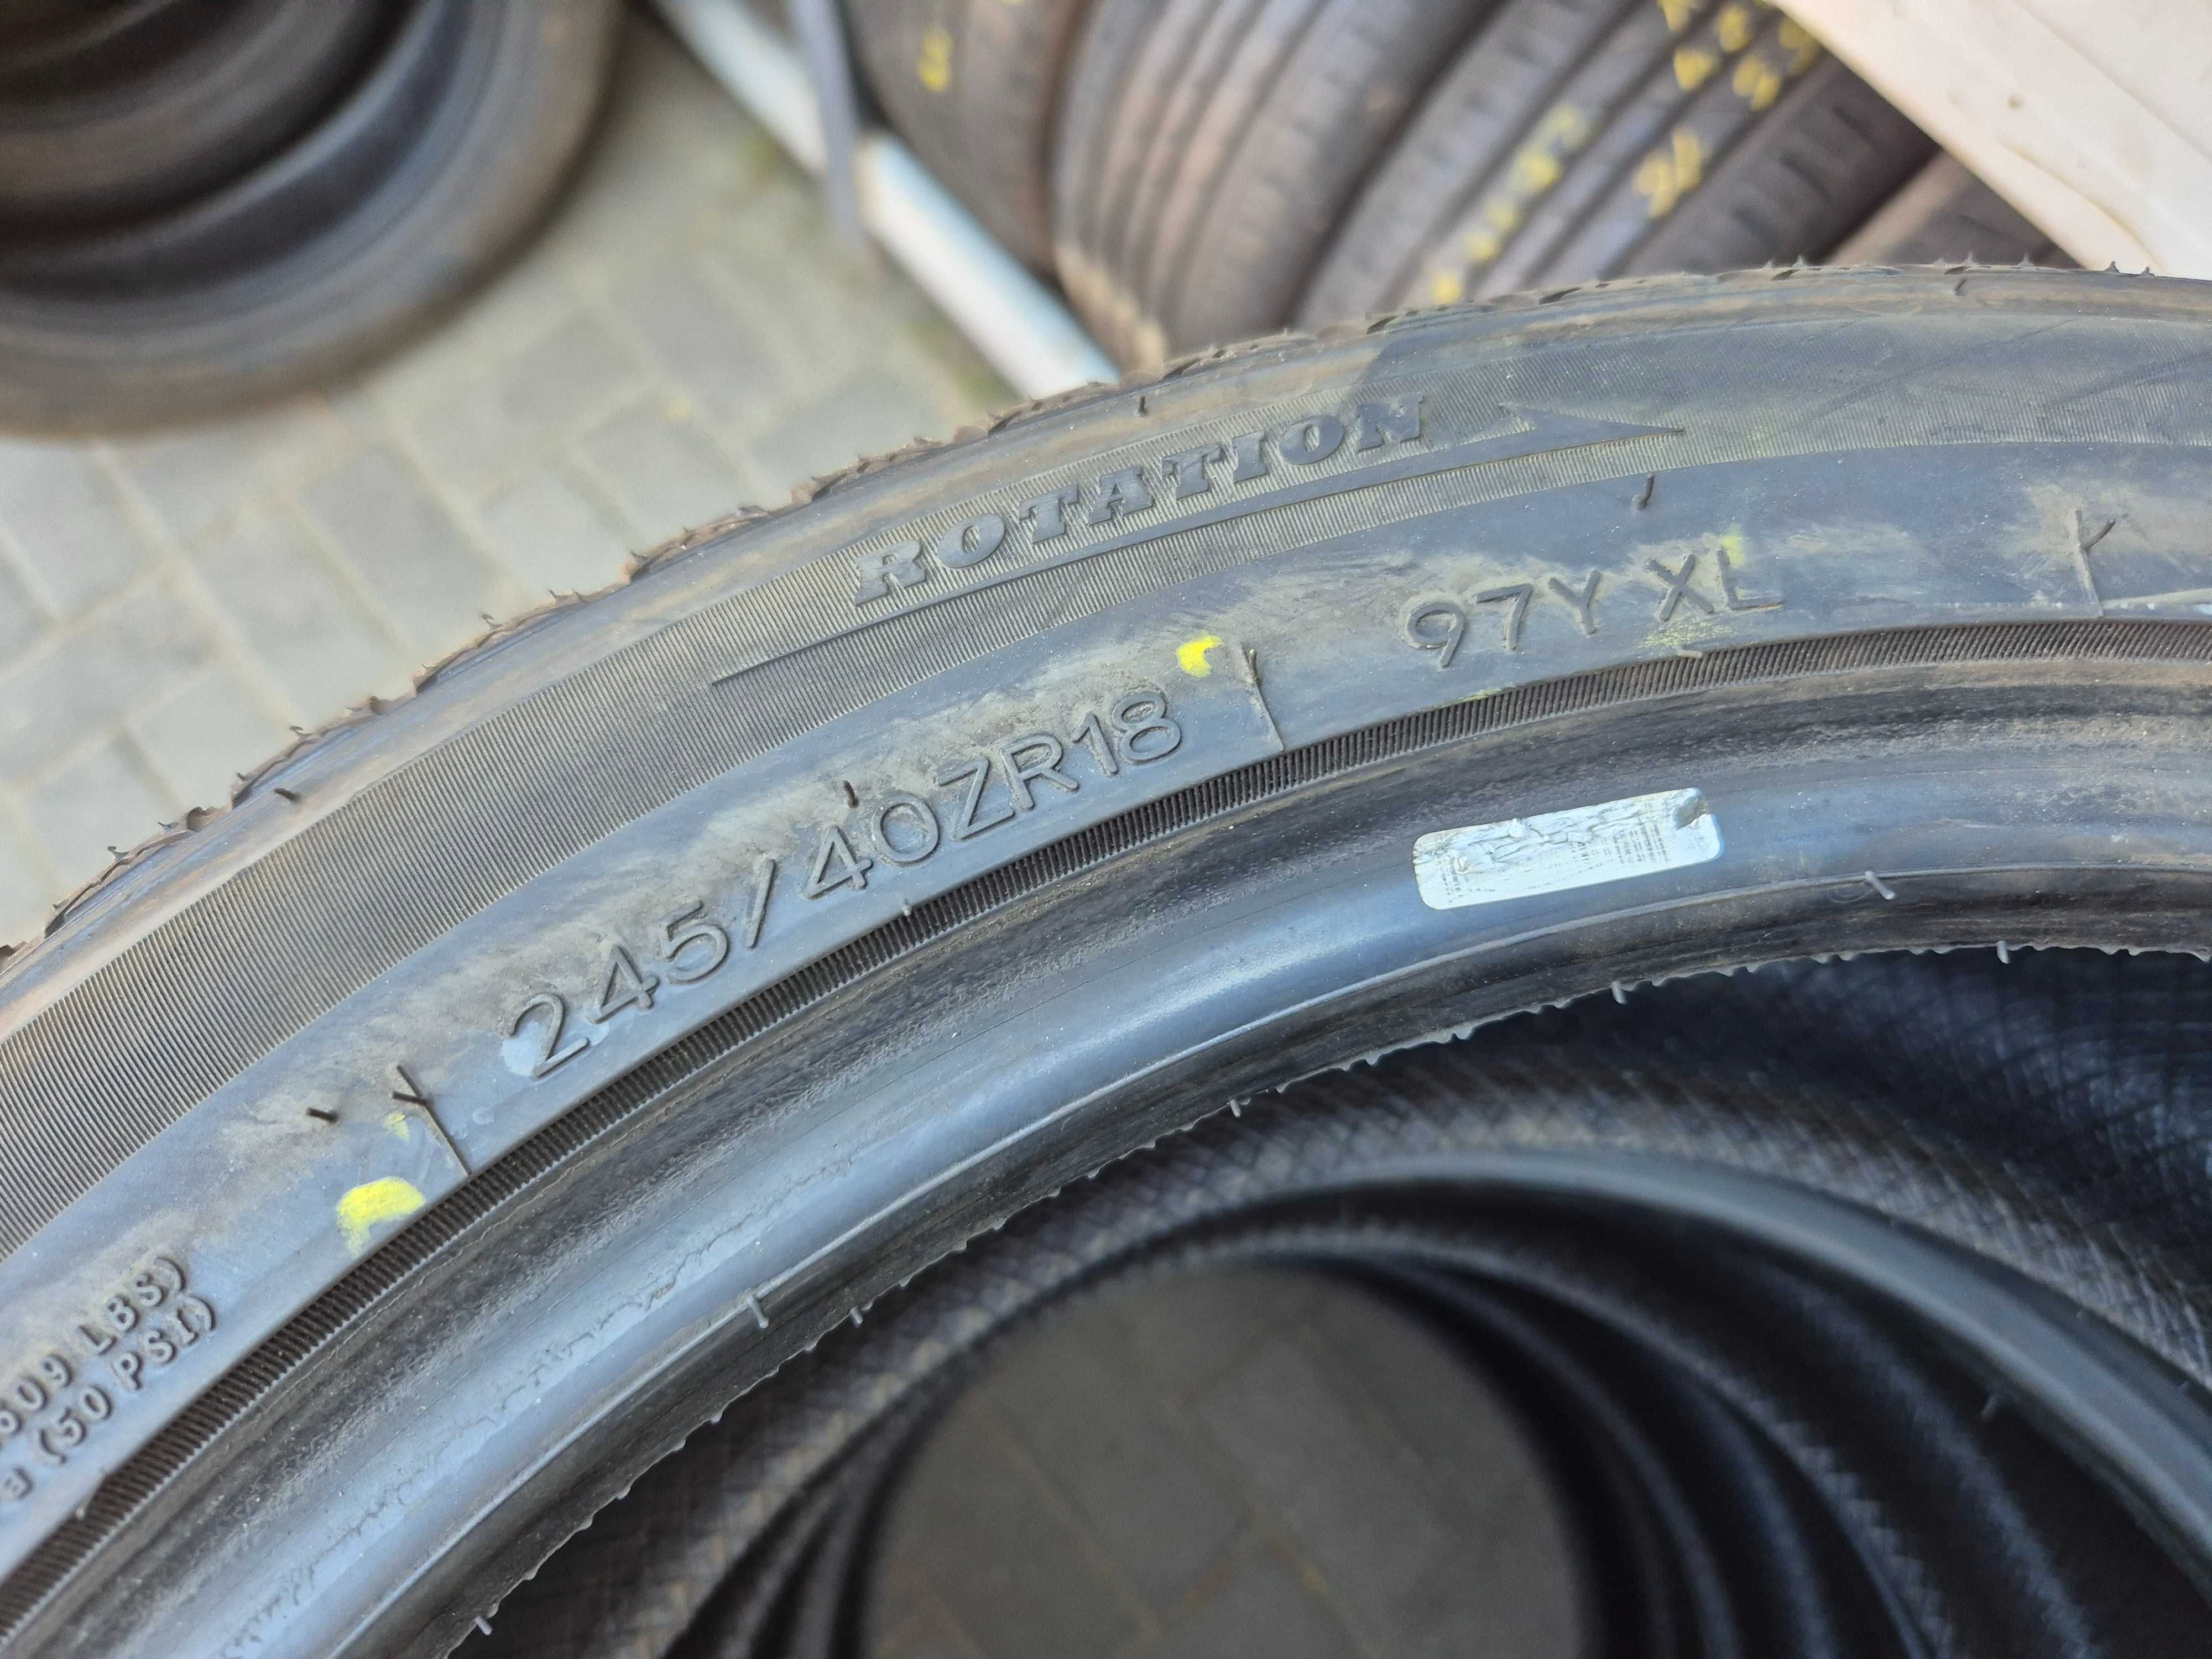 ROTATION
245/40ZR18 97Y XL
609 LBS)
a (50 PSI)